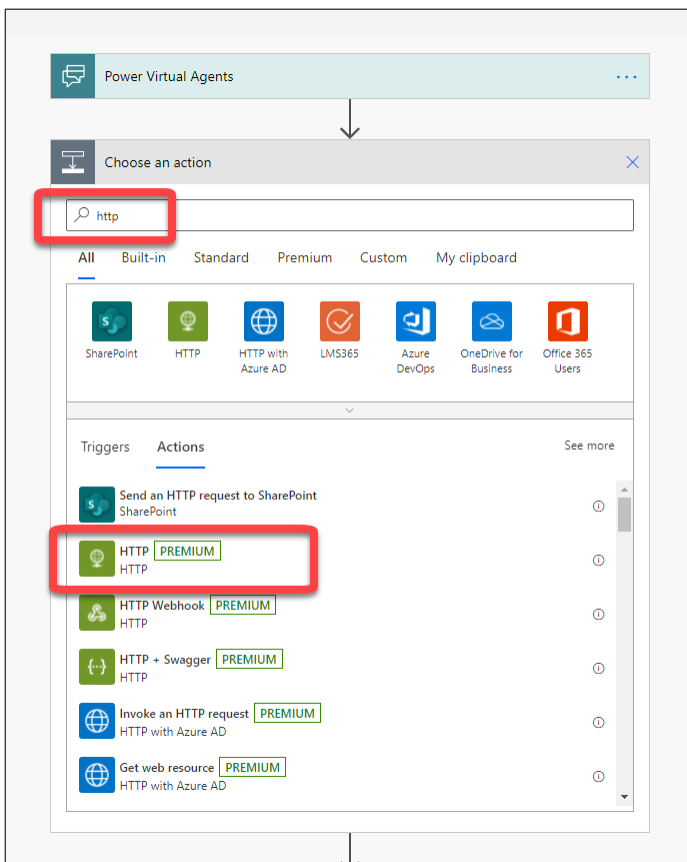 Power Virtual Agents
Choose an action
http
All Built-in Standard Premium Custom My clipboard
SharePoint HTTP HTTP with LMS365 Azure OneDrive for Office 365
Azure AD DevOps Business Users
Triggers Actions See more
Send an HTTP request to SharePoint
SharePoint
HTTP PREMIUM
HTTP
HTTP Webhook PREMIUM
HTTP
HTTP + Swagger PREMIUM
HTTP
Invoke an HTTP request PREMIUM
HTTP with Azure AD
Get web resource PREMIUM
HTTP with Azure AD